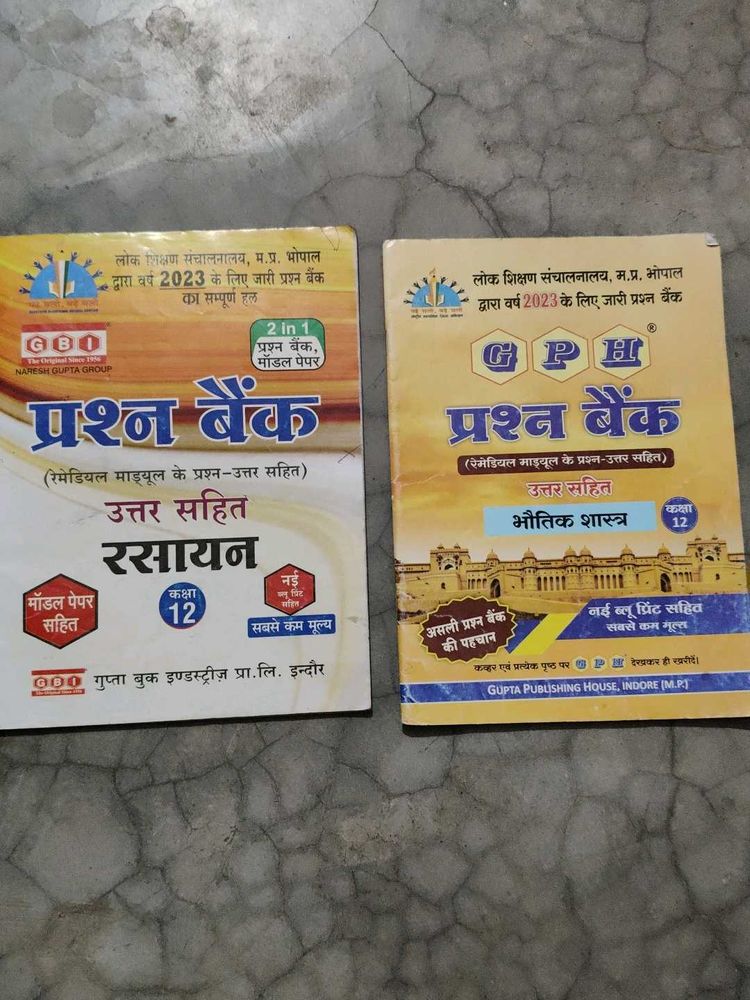 लोक शिक्षण संचालनालय, म.प्र. भोपाल
द्वारा वर्ष 2023 के लिए जारी प्रश्न बैंक
का सम्पूर्ण हल
GBI
The Original Since 1956
NARESH GUPTA GROUP
2 in 1
प्रश्न बैंक,
मॉडल पेपर
प्रश्न बैंक
(रेमेडियल माड्यूल के प्रश्न-उत्तर सहित)
उत्तर सहित
रसायन
मॉडल पेपर
सहित
कक्षा
12
नई
ब्लू प्रिंट
सहित
सबसे कम मूल्य
GBI
गुप्ता बुक इण्डस्ट्रीज़ प्रा.लि. इन्दौर
लोक शिक्षण संचालनालय, म.प्र. भोपाल
द्वारा वर्ष 2023 के लिए जारी प्रश्न बैंक
GPH®
प्रश्न बैंक
(रेमेडियल माड्यूल के प्रश्न-उत्तर सहित)
उत्तर सहित
भौतिक शास्त्र
कक्षा
12
असली प्रश्न बैंक
की पहचान
नई ब्लू प्रिंट सहित
सबसे कम मूल्य
कव्हर एवं प्रत्येक पृष्ठ पर GPH देखकर ही खरीदें।
GUPTA PUBLISHING HOUSE, INDORE (M.P.)